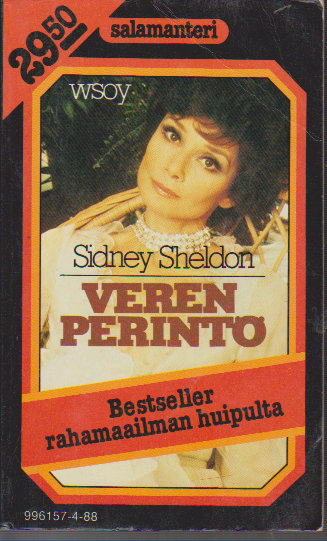 29 50
salamanteri
wsoy
Sidney Sheldon
VEREN
PERINTÖ
Bestseller
rahamaailman huipulta
996157-4-88